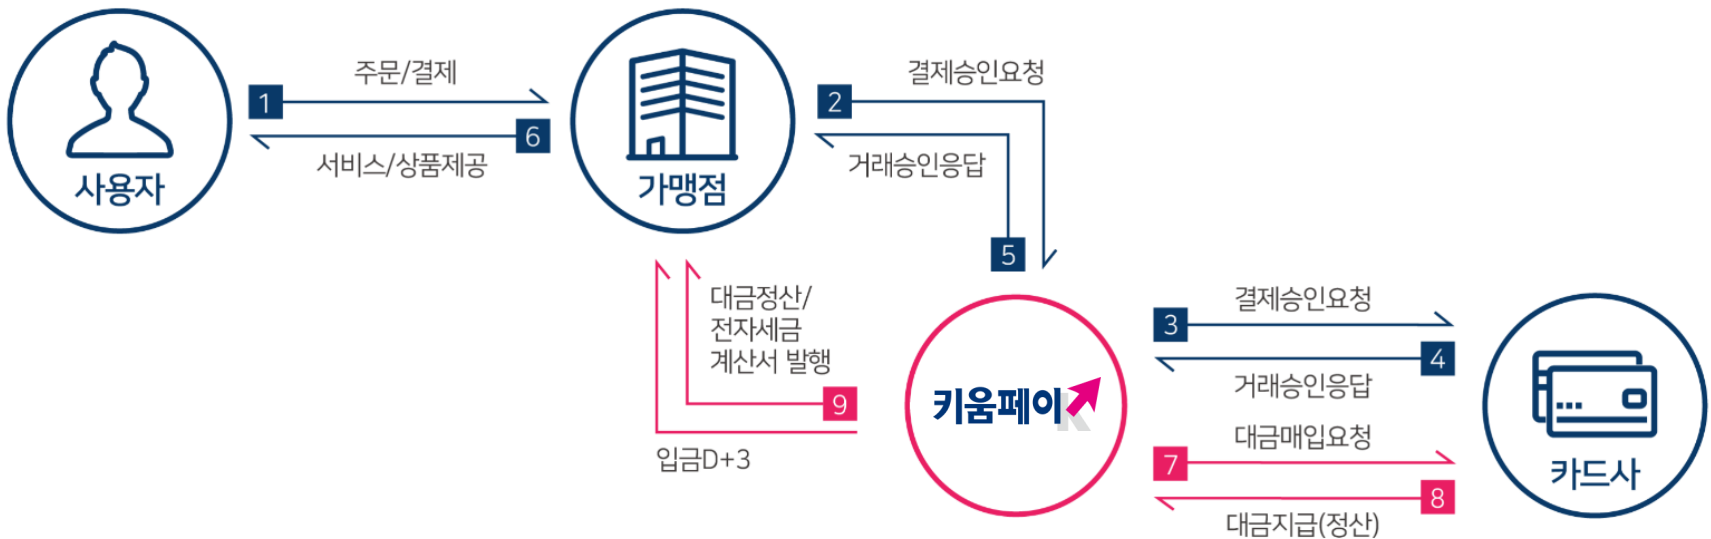 주문/결제
1
6
서비스/상품제공
사용자
가맹점
결제승인요청
2
거래승인응답
5
대금정산/
전자세금
계산서 발행
9
입금D+3
키움페이
K
결제승인요청
3
4
거래승인응답
대금매입요청
7
8
대금지급(정산)
카드사